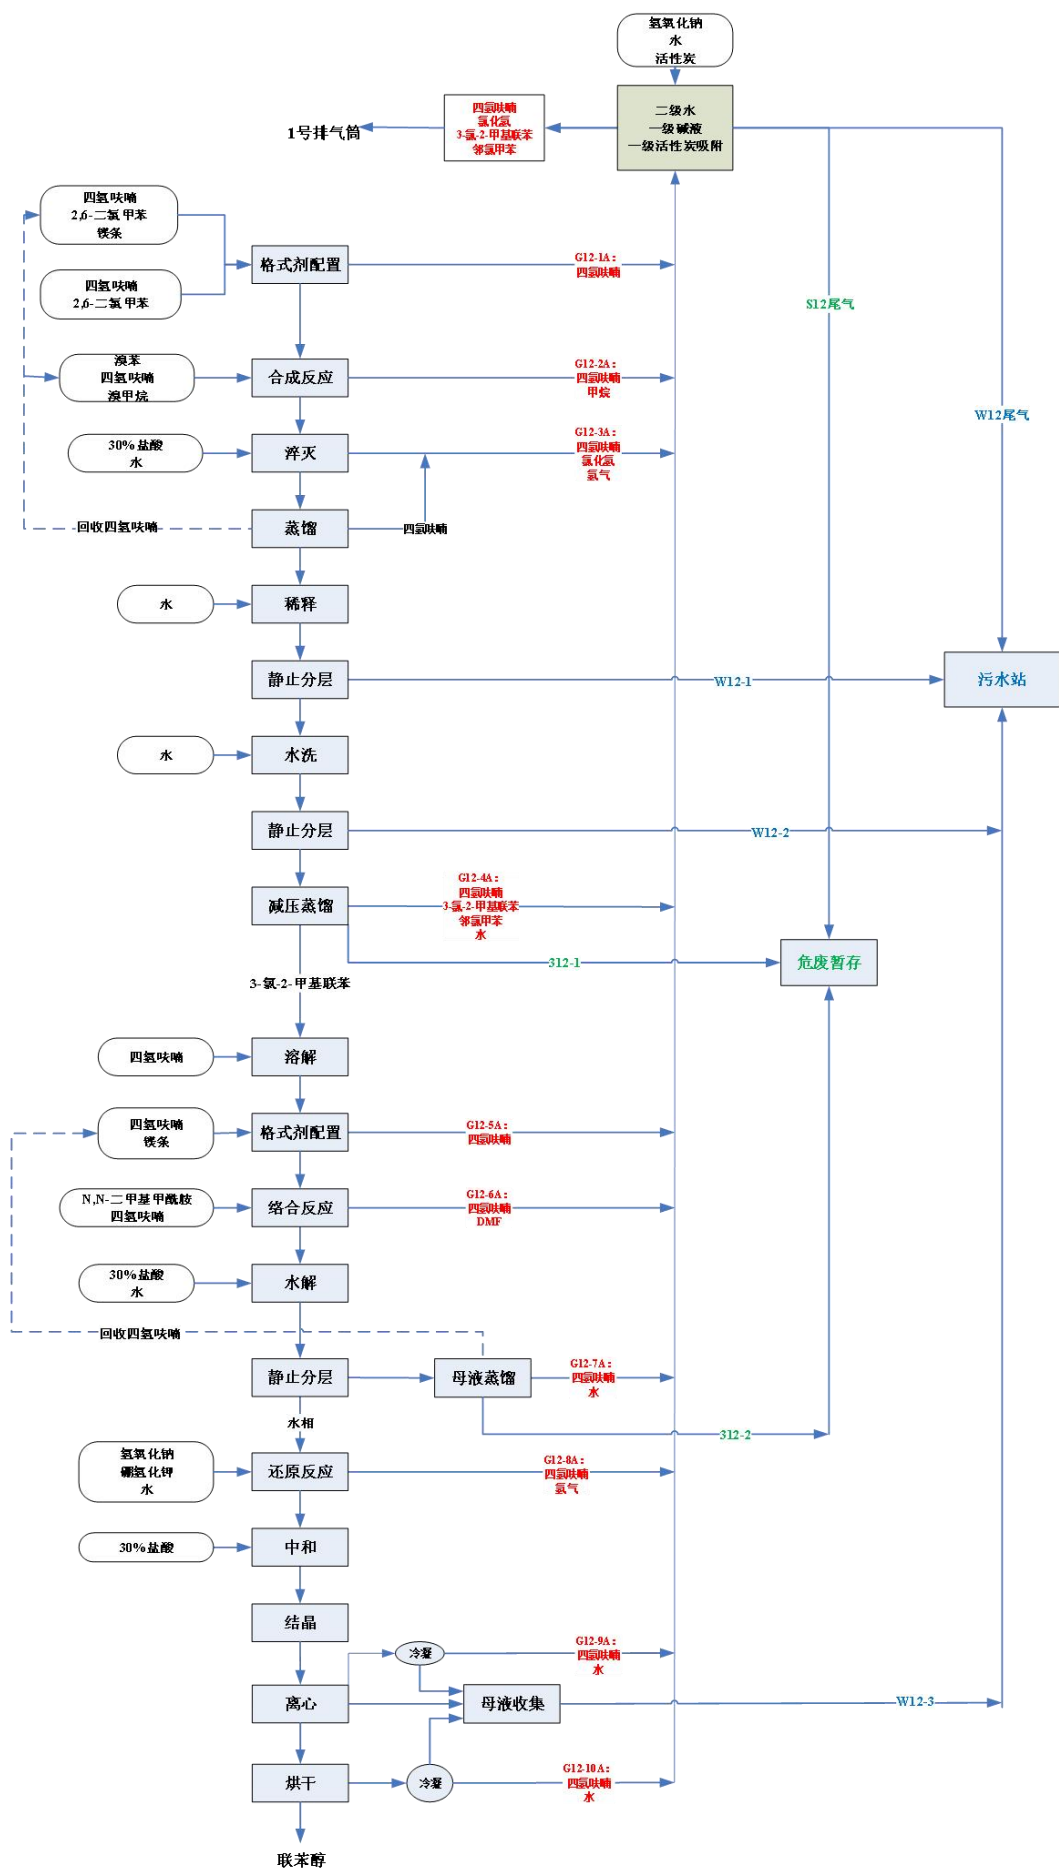 氢氧化钠
水
活性炭
二级水
一级碱液
一级活性炭吸附
四氢呋喃
氯化氢
3-氯-2-甲基联苯
邻氯甲苯
1号排气筒
四氢呋喃
2,6-二氯甲苯
镁条
四氢呋喃
2,6-二氯甲苯
格式剂配置
G12-1A：
四氢呋喃
S12尾气
溴苯
四氢呋喃
溴甲烷
合成反应
G12-2A：
四氢呋喃
甲烷
W12尾气
30%盐酸
水
淬灭
G12-3A：
四氢呋喃
氯化氢
氢气
回收四氢呋喃
蒸馏
四氢呋喃
水
稀释
静止分层
W12-1
污水站
水
水洗
静止分层
W12-2
减压蒸馏
G12-4A：
四氢呋喃
3-氯-2-甲基联苯
邻氯甲苯
水
312-1
危废暂存
3-氯-2-甲基联苯
四氢呋喃
溶解
四氢呋喃
镁条
格式剂配置
G12-5A：
四氢呋喃
N,N-二甲基甲酰胺
四氢呋喃
络合反应
G12-6A：
四氢呋喃
DMF
30%盐酸
水
水解
回收四氢呋喃
静止分层
母液蒸馏
G12-7A：
四氢呋喃
水
312-2
水相
氢氧化钠
硼氢化钾
水
还原反应
G12-8A：
四氢呋喃
氢气
30%盐酸
中和
结晶
冷凝
G12-9A：
四氢呋喃
水
离心
母液收集
W12-3
烘干
冷凝
G12-10A：
四氢呋喃
水
联苯醇